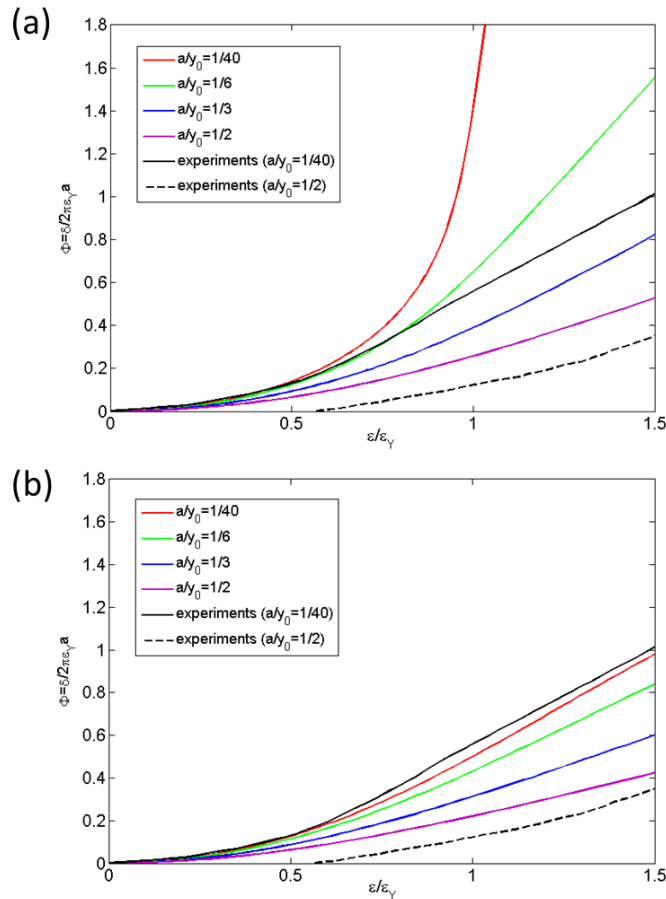 (a)
1.8
1.6
1.4
1.2
1
0.8
0.6
0.4
0.2
0
Φ=δ/2πε_Y a
a/y₀=1/40
a/y₀=1/6
a/y₀=1/3
a/y₀=1/2
experiments (a/y₀=1/40)
experiments (a/y₀=1/2)
0 0.5 1 1.5
ε/ε_Y
(b)
1.8
1.6
1.4
1.2
1
0.8
0.6
0.4
0.2
0
Φ=δ/2πε_Y a
a/y₀=1/40
a/y₀=1/6
a/y₀=1/3
a/y₀=1/2
experiments (a/y₀=1/40)
experiments (a/y₀=1/2)
0 0.5 1 1.5
ε/ε_Y